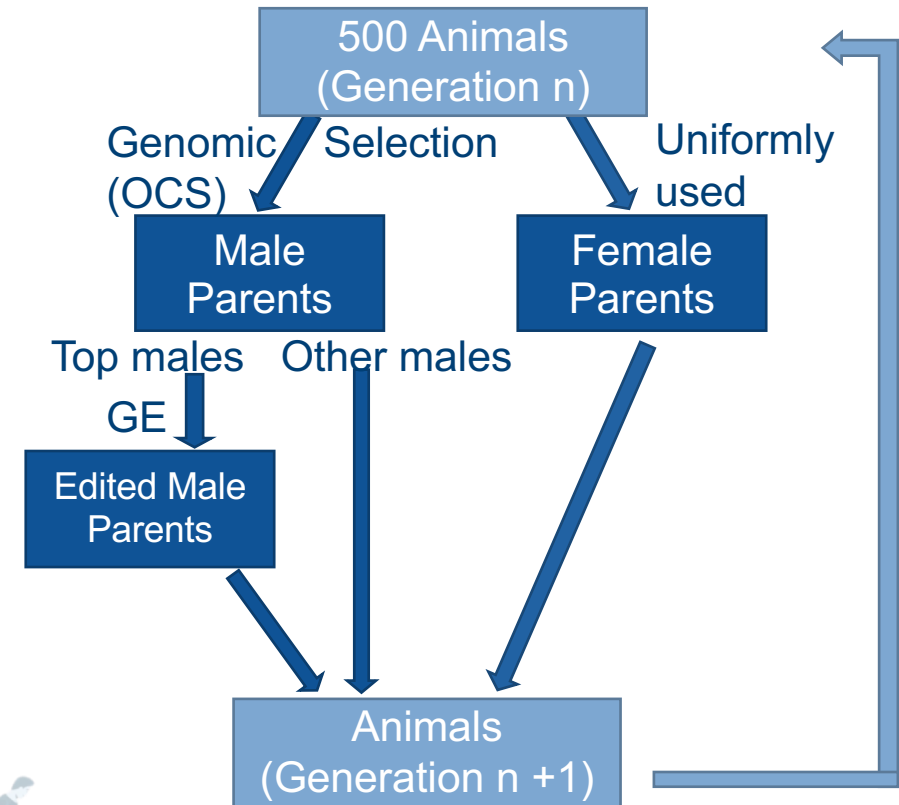 500 Animals
(Generation n)
Genomic Selection
(OCS)
Uniformly
used
Male
Parents
Female
Parents
Top males
Other males
GE
Edited Male
Parents
Animals
(Generation n +1)